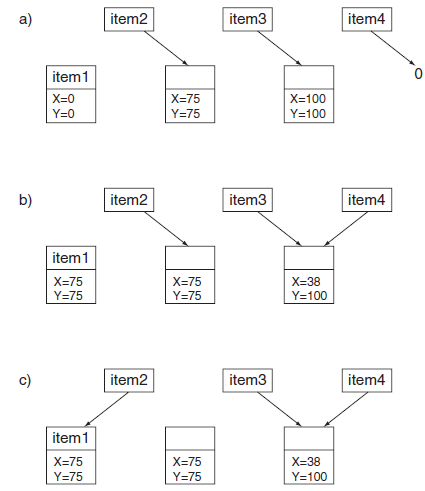 a) item2 item3 item4
item1 0
X=0 X=75 X=100
Y=0 Y=75 Y=100
b) item2 item3 item4
item1
X=75 X=75 X=38
Y=75 Y=75 Y=100
c) item2 item3 item4
item1
X=75 X=75 X=38
Y=75 Y=75 Y=100